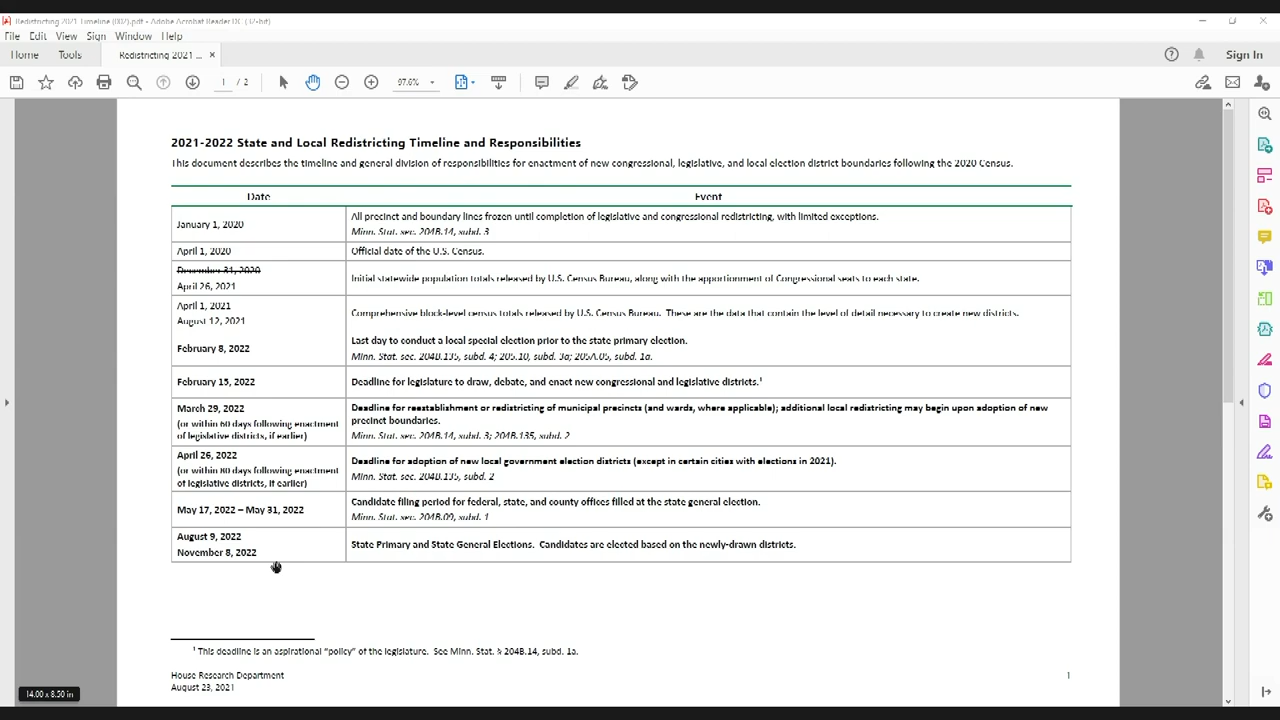 Redistricting 2021 Timeline (002).pdf - Adobe Acrobat Reader DC (32-bit)
File Edit View Sign Window Help
Home Tools Redistricting 2021 ... × Sign In
1 / 2 97.6%
2021-2022 State and Local Redistricting Timeline and Responsibilities
This document describes the timeline and general division of responsibilities for enactment of new congressional, legislative, and local election district boundaries following the 2020 Census.
Date Event
January 1, 2020
All precinct and boundary lines frozen until completion of legislative and congressional redistricting, with limited exceptions.
Minn. Stat. sec. 204B.14, subd. 3
April 1, 2020
Official date of the U.S. Census.
December 31, 2020
April 26, 2021
Initial statewide population totals released by U.S. Census Bureau, along with the apportionment of Congressional seats to each state.
April 1, 2021
August 12, 2021
Comprehensive block-level census totals released by U.S. Census Bureau. These are the data that contain the level of detail necessary to create new districts.
February 8, 2022
Last day to conduct a local special election prior to the state primary election.
Minn. Stat. sec. 204B.135, subd. 4; 205.10, subd. 3a; 205A.05, subd. 1a.
February 15, 2022
Deadline for legislature to draw, debate, and enact new congressional and legislative districts.¹
March 29, 2022
(or within 60 days following enactment
of legislative districts, if earlier)
Deadline for reestablishment or redistricting of municipal precincts (and wards, where applicable); additional local redistricting may begin upon adoption of new
precinct boundaries.
Minn. Stat. sec. 204B.14, subd. 3; 204B.135, subd. 2
April 26, 2022
(or within 80 days following enactment
of legislative districts, if earlier)
Deadline for adoption of new local government election districts (except in certain cities with elections in 2021).
Minn. Stat. sec. 204B.135, subd. 2
May 17, 2022 – May 31, 2022
Candidate filing period for federal, state, and county offices filled at the state general election.
Minn. Stat. sec. 204B.09, subd. 1
August 9, 2022
November 8, 2022
State Primary and State General Elections. Candidates are elected based on the newly-drawn districts.
¹ This deadline is an aspirational “policy” of the legislature. See Minn. Stat. § 204B.14, subd. 1a.
House Research Department 1
August 23, 2021
14.00 x 8.50 in